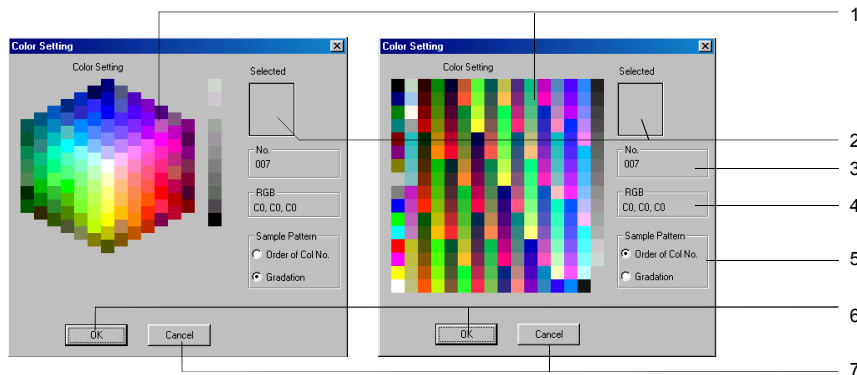 1
Color Setting
Color Setting
Selected
No.
007
RGB
C0, C0, C0
Sample Pattern
Order of Col No.
Gradation
OK
Cancel
Color Setting
Color Setting
Selected
No.
007
RGB
C0, C0, C0
Sample Pattern
Order of Col No.
Gradation
OK
Cancel
2
3
4
5
6
7